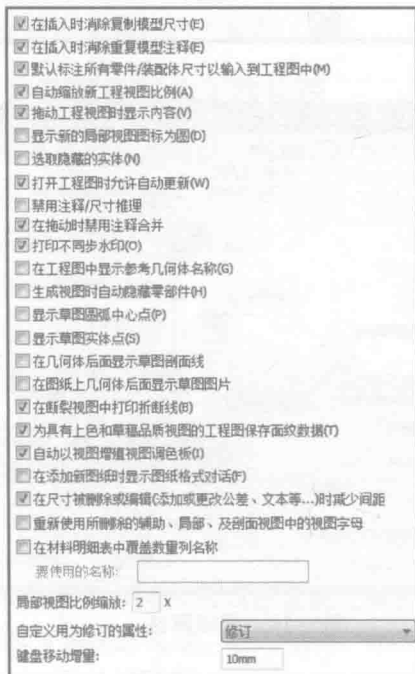 在插入时消除复制模型尺寸(E)
在插入时消除重复模型注释(E)
默认标注所有零件/装配体尺寸以输入到工程图中(M)
自动缩放新工程视图比例(A)
拖动工程视图时显示内容(V)
显示新的局部视图图标为圆(D)
选取隐藏的实体(N)
打开工程图时允许自动更新(W)
禁用注释/尺寸推理
在拖动时禁用注释合并
打印不同步水印(O)
在工程图中显示参考几何体名称(G)
生成视图时自动隐藏零部件(H)
显示草图圆弧中心点(P)
显示草图实体点(S)
在几何体后面显示草图剖面线
在图纸上几何体后面显示草图图片
在断裂视图中打印折断线(B)
为具有上色和草稿品质视图的工程图保存面纹数据(T)
自动以视图增殖视图调色板(I)
在添加新图纸时显示图纸格式对话(F)
在尺寸被删除或编辑(添加或更改公差、文本等...)时减少间距
重新使用所删除的辅助、局部、及剖面视图中的视图字母
在材料明细表中覆盖数量列名称
要使用的名称:
局部视图比例缩放: 2 X
自定义用为修订的属性: 修订
键盘移动增量: 10mm